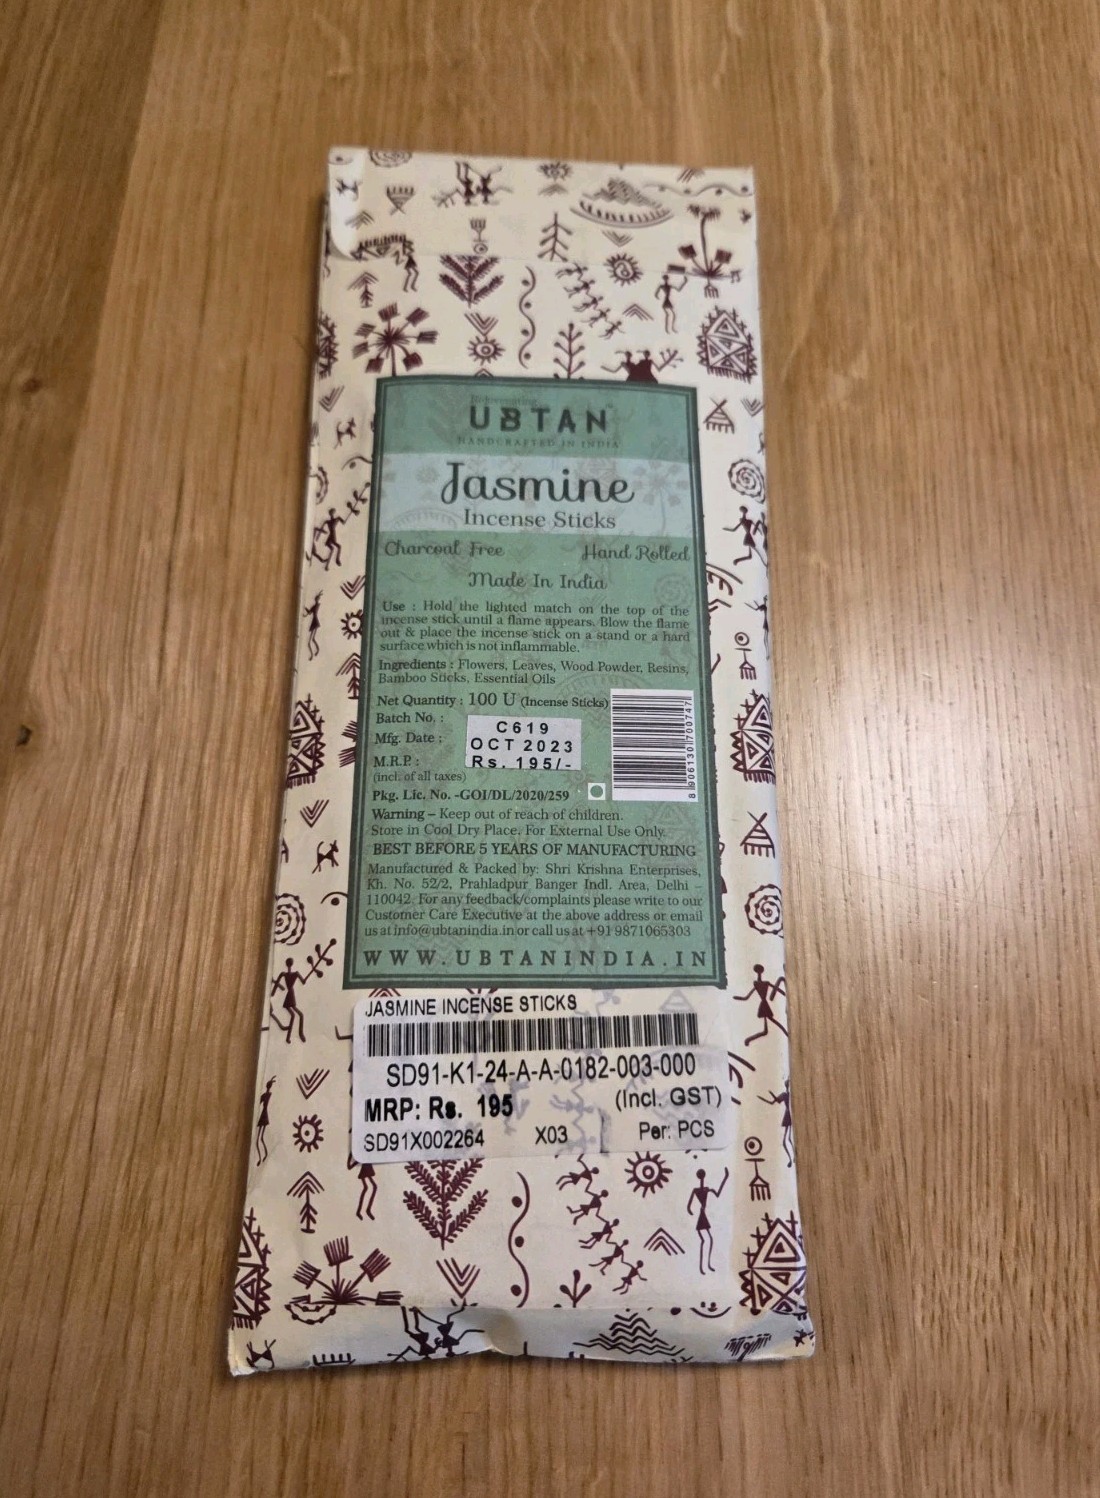 Rejuvenating
UBTAN
HANDCRAFTED IN INDIA
Jasmine
Incense Sticks
Charcoal Free Hand Rolled
Made In India
Use : Hold the lighted match on the top of the
incense stick until a flame appears. Blow the flame
out & place the incense stick on a stand or a hard
surface which is not inflammable.
Ingredients : Flowers, Leaves, Wood Powder, Resins,
Bamboo Sticks, Essential Oils
Net Quantity : 100 U (Incense Sticks)
Batch No. : C619
Mfg. Date : OCT 2023
M.R.P. : Rs. 195/-
(incl. of all taxes)
8 906130 700747
Pkg. Lic. No. -GOI/DL/2020/259
Warning – Keep out of reach of children.
Store in Cool Dry Place. For External Use Only.
BEST BEFORE 5 YEARS OF MANUFACTURING
Manufactured & Packed by: Shri Krishna Enterprises,
Kh. No. 52/2, Prahladpur Banger Indl. Area, Delhi –
110042. For any feedback/complaints please write to our
Customer Care Executive at the above address or email
us at info@ubtanindia.in or call us at +91 9871065303
WWW.UBTANINDIA.IN
JASMINE INCENSE STICKS
SD91-K1-24-A-A-0182-003-000
MRP: Rs. 195 (Incl. GST)
SD91X002264 X03 Per: PCS